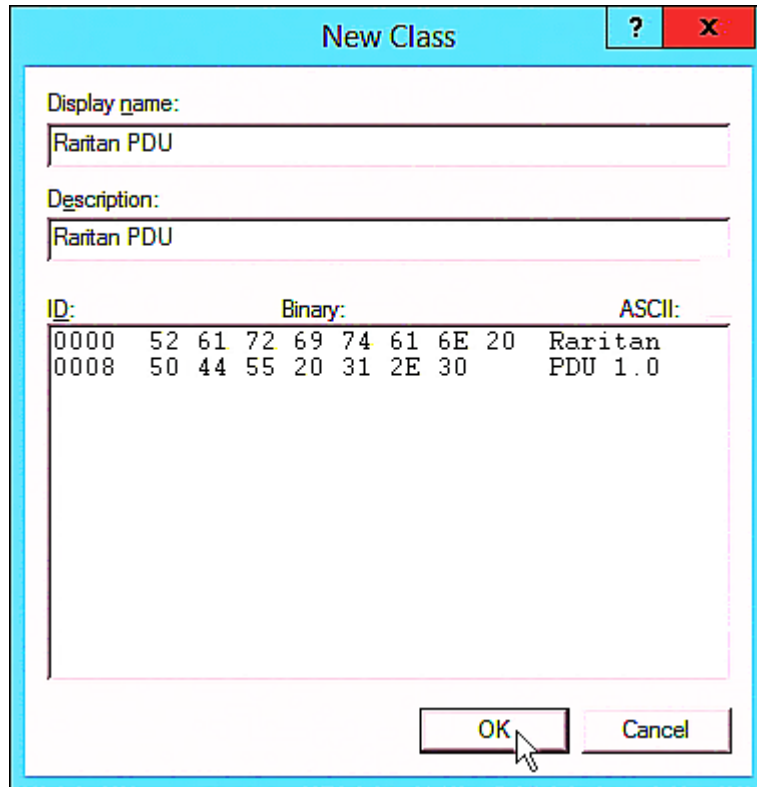 New Class
? x
Display name:
Raritan PDU
Description:
Raritan PDU
ID: Binary: ASCII:
0000 52 61 72 69 74 61 6E 20 Raritan
0008 50 44 55 20 31 2E 30 PDU 1.0
OK Cancel